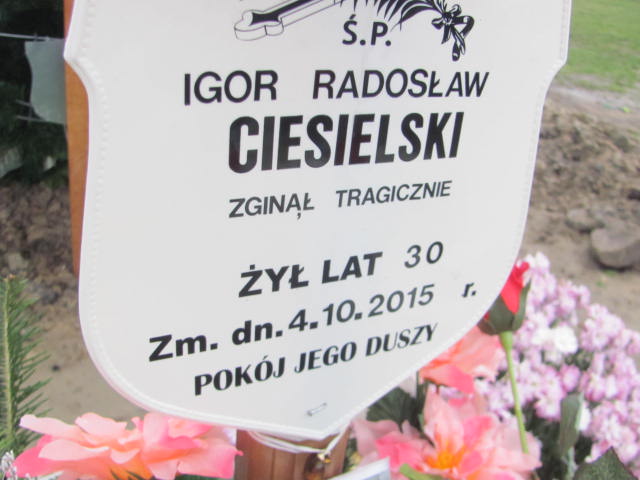 Ś.P.
IGOR RADOSŁAW
CIESIELSKI
ZGINĄŁ TRAGICZNIE
ŻYŁ LAT 30
Zm. dn. 4.10.2015 r.
POKÓJ JEGO DUSZY